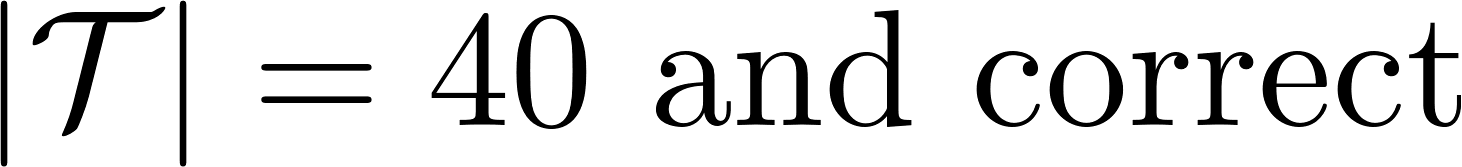 |𝒯| = 40 and correct